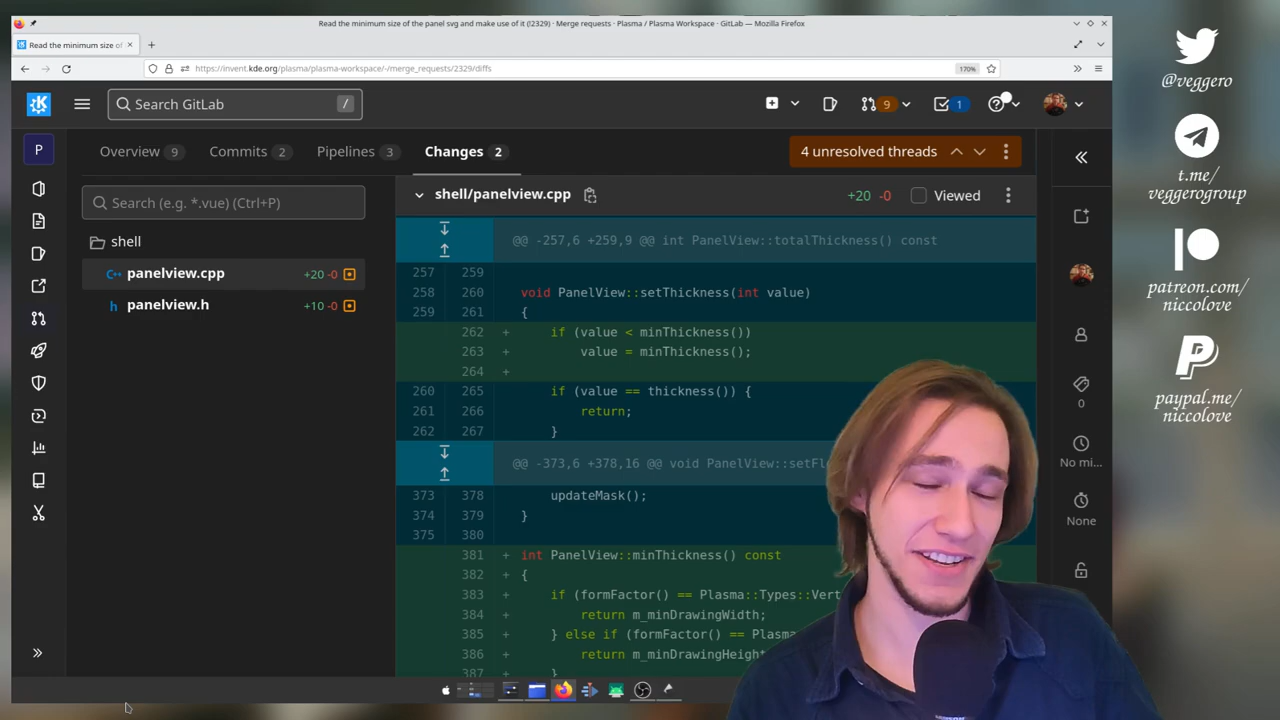 Read the minimum size of the panel svg and make use of it (!2329) · Merge requests · Plasma / Plasma Workspace · GitLab — Mozilla Firefox
Read the minimum size of
https://invent.kde.org/plasma/plasma-workspace/-/merge_requests/2329/diffs
170%
Search GitLab
/
9
1
P
Overview 9
Commits 2
Pipelines 3
Changes 2
4 unresolved threads
Search (e.g. *.vue) (Ctrl+P)
shell
panelview.cpp +20 -0
panelview.h +10 -0
shell/panelview.cpp
+20 -0
Viewed
@@ -257,6 +259,9 @@ int PanelView::totalThickness() const
257 259
258 260 void PanelView::setThickness(int value)
259 261 {
262 + if (value < minThickness())
263 + value = minThickness();
264 +
260 265 if (value == thickness()) {
261 266 return;
262 267 }
@@ -373,6 +378,16 @@ void PanelView::setFl
373 378 updateMask();
374 379 }
375 380
381 + int PanelView::minThickness() const
382 + {
383 + if (formFactor() == Plasma::Types::Vert
384 + return m_minDrawingWidth;
385 + } else if (formFactor() == Plasma
386 + return m_minDrawingHeight
387 + }
0
No mi...
None
@veggero
t.me/
veggerogroup
patreon.com/
niccolove
paypal.me/
niccolove